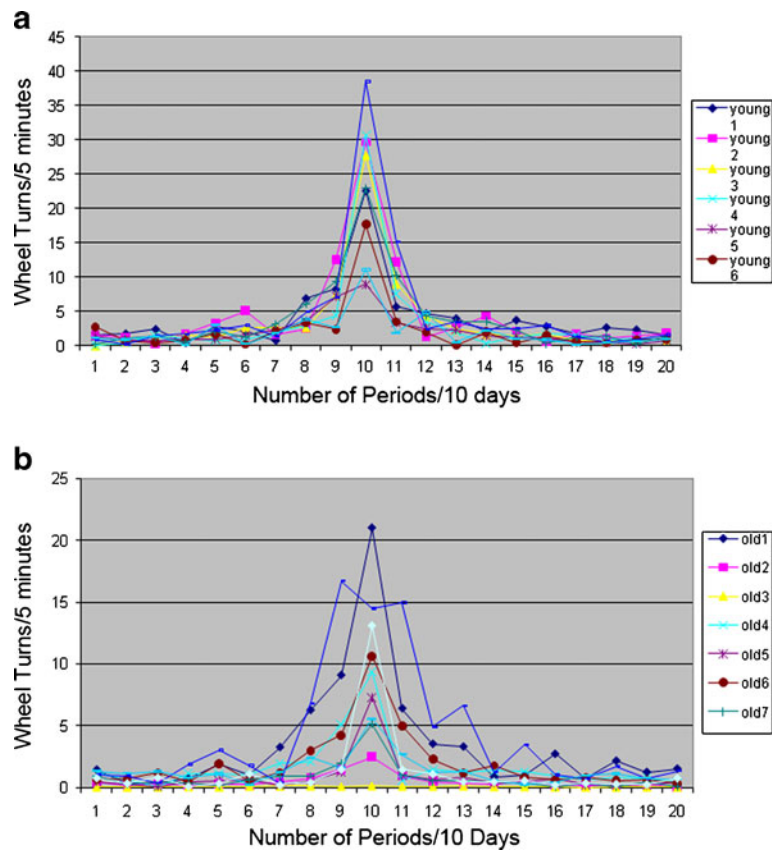 a
45
40
35
30
25
20
15
10
5
0
Wheel Turns/5 minutes
1 2 3 4 5 6 7 8 9 10 11 12 13 14 15 16 17 18 19 20
Number of Periods/10 days
young
1
young
2
young
3
young
4
young
5
young
6
b
25
20
15
10
5
0
Wheel Turns/5 minutes
1 2 3 4 5 6 7 8 9 10 11 12 13 14 15 16 17 18 19 20
Number of Periods/10 Days
old1
old2
old3
old4
old5
old6
old7